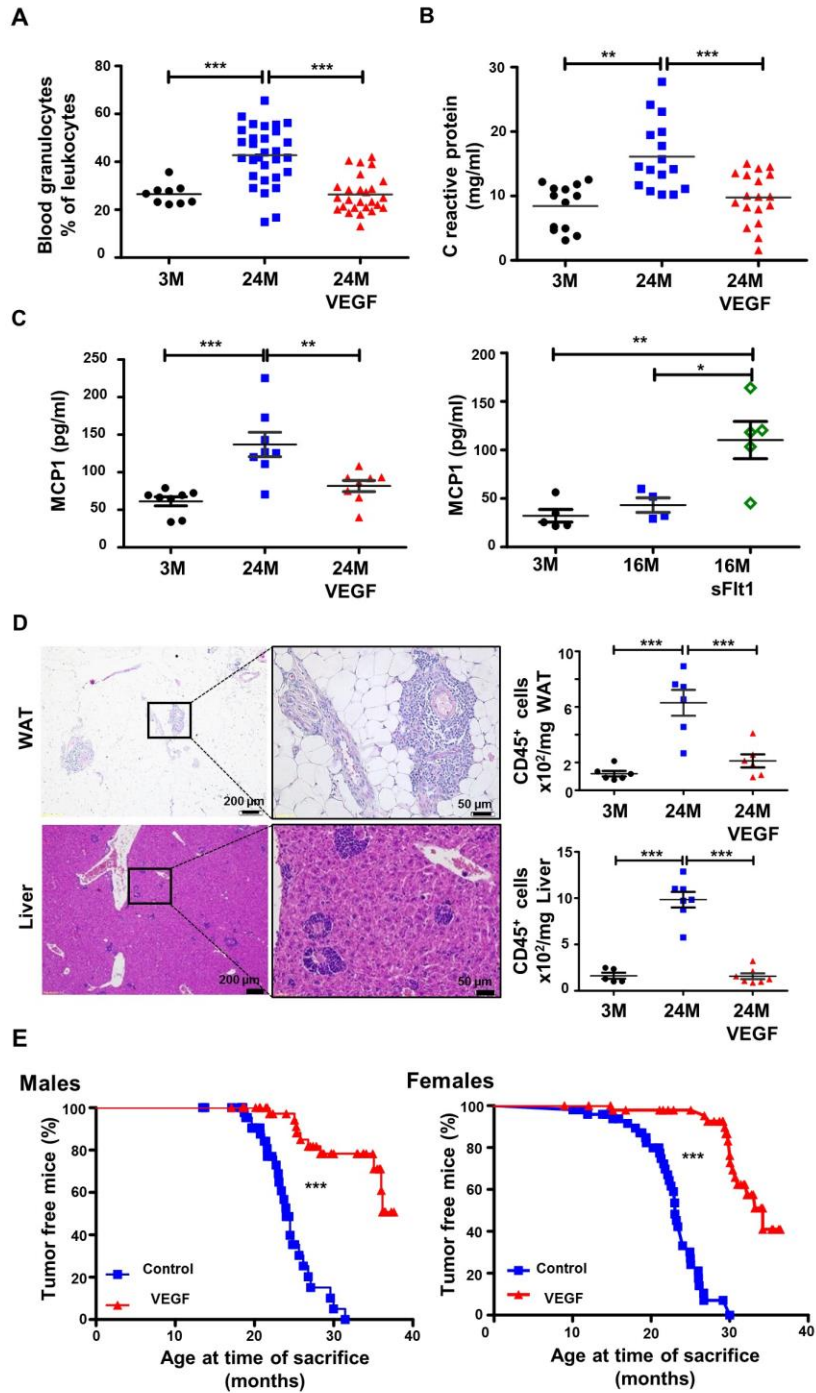 A
Blood granulocytes
% of leukocytes
80
60
40
20
0
***
***
3M
24M
24M
VEGF
B
C reactive protein
(mg/ml)
30
20
10
0
**
***
3M
24M
24M
VEGF
C
MCP1 (pg/ml)
250
200
150
100
50
0
***
**
3M
24M
24M
VEGF
MCP1 (pg/ml)
200
150
100
50
0
**
*
3M
16M
16M
sFlt1
D
WAT
200 µm
50 µm
CD45+ cells
x10²/mg WAT
10
6
2
0
***
***
3M
24M
24M
VEGF
Liver
200 µm
50 µm
CD45+ cells
x10²/mg Liver
15
10
5
0
***
***
3M
24M
24M
VEGF
E
Males
Tumor free mice (%)
100
80
60
40
20
0
***
Control
VEGF
0
10
20
30
40
Age at time of sacrifice
(months)
Females
Tumor free mice (%)
100
80
60
40
20
0
***
Control
VEGF
0
10
20
30
40
Age at time of sacrifice
(months)